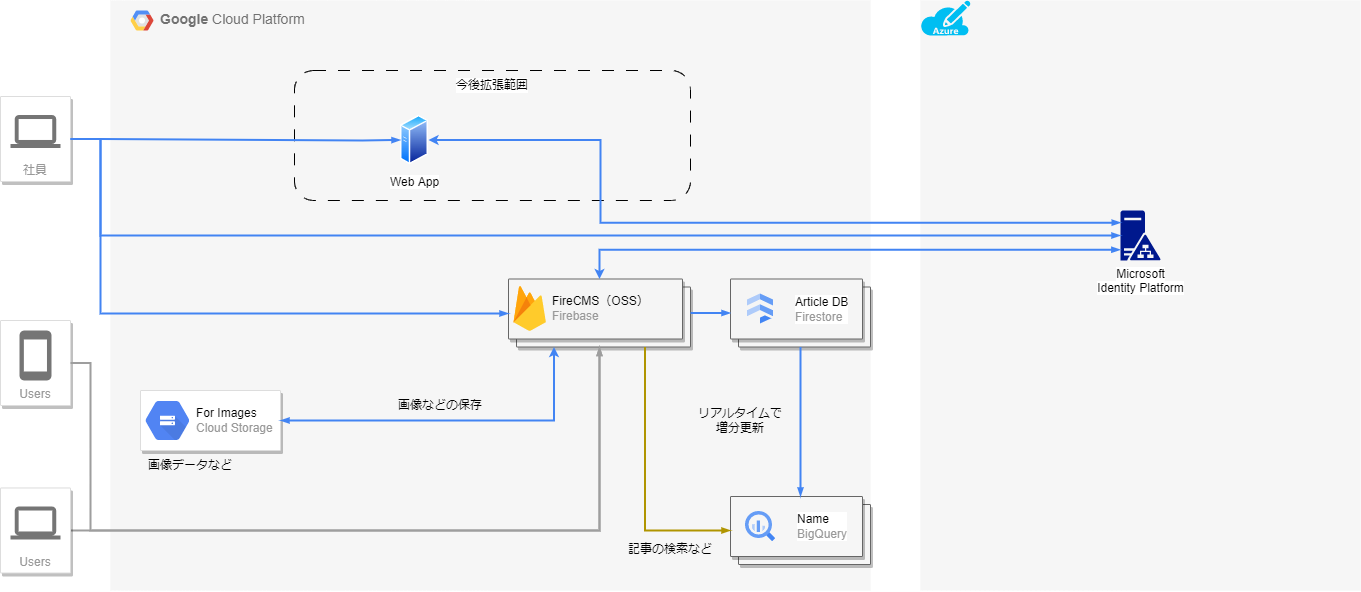 Google Cloud Platform
Azure
今後拡張範囲
社員
Web App
Microsoft
Identity Platform
FireCMS（OSS）
Firebase
Article DB
Firestore
Users
画像などの保存
For Images
Cloud Storage
リアルタイムで
増分更新
画像データなど
Name
BigQuery
記事の検索など
Users